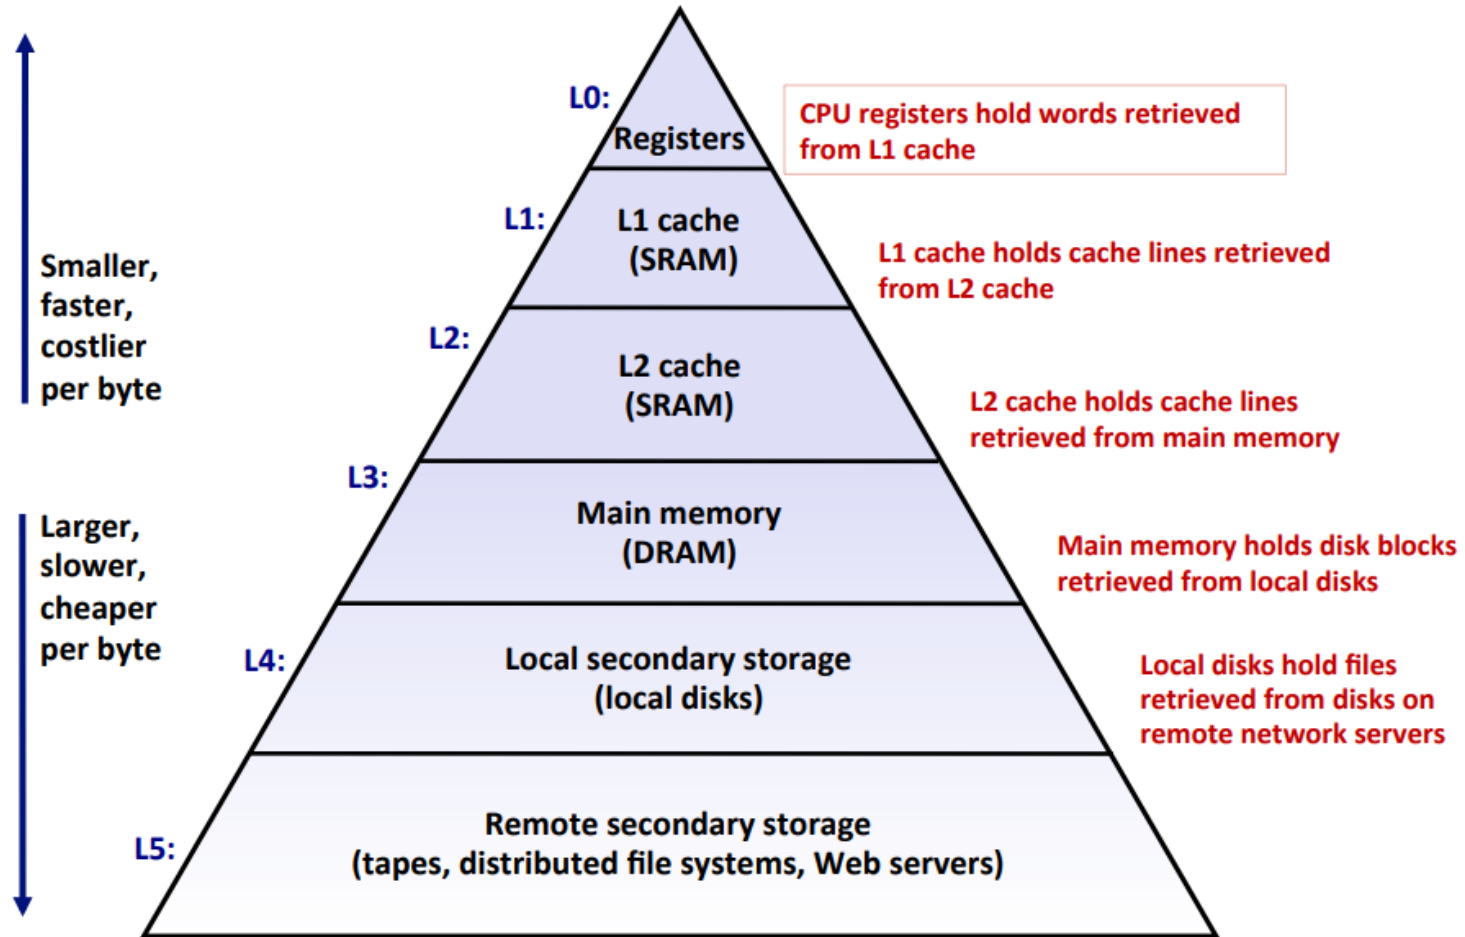 L0:
Registers
CPU registers hold words retrieved
from L1 cache
L1:
L1 cache
(SRAM)
L1 cache holds cache lines retrieved
from L2 cache
Smaller,
faster,
costlier
per byte
L2:
L2 cache
(SRAM)
L2 cache holds cache lines
retrieved from main memory
L3:
Main memory
(DRAM)
Main memory holds disk blocks
retrieved from local disks
Larger,
slower,
cheaper
per byte
L4:
Local secondary storage
(local disks)
Local disks hold files
retrieved from disks on
remote network servers
L5:
Remote secondary storage
(tapes, distributed file systems, Web servers)